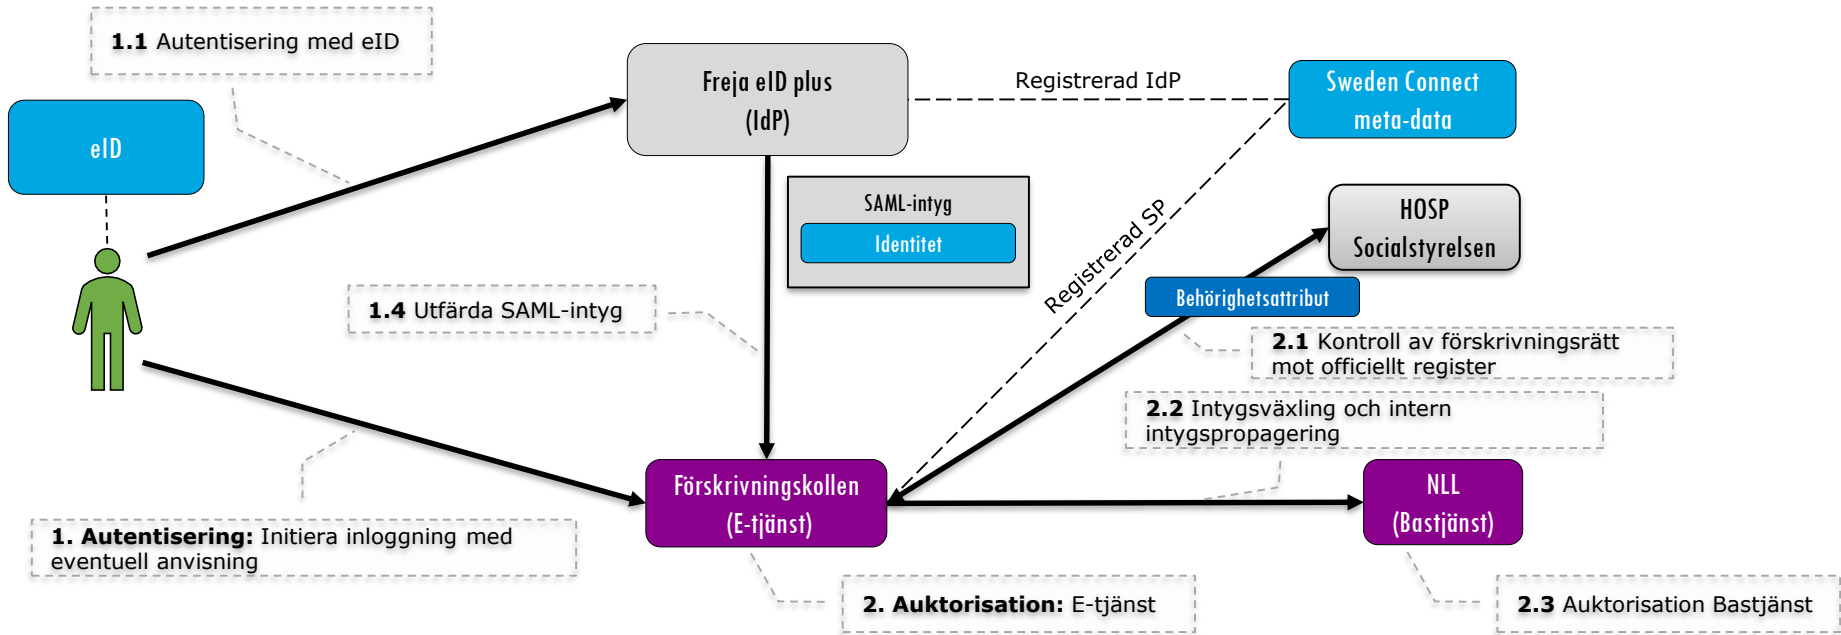 1.1 Autentisering med eID
eID
Freja eID plus
(IdP)
Registrerad IdP
Sweden Connect
meta-data
SAML-intyg
Identitet
Registrerad SP
HOSP
Socialstyrelsen
Behörighetsattribut
1.4 Utfärda SAML-intyg
2.1 Kontroll av förskrivningsrätt
mot officiellt register
2.2 Intygsväxling och intern
intygspropagering
Förskrivningskollen
(E-tjänst)
NLL
(Bastjänst)
1. Autentisering: Initiera inloggning med
eventuell anvisning
2. Auktorisation: E-tjänst
2.3 Auktorisation Bastjänst